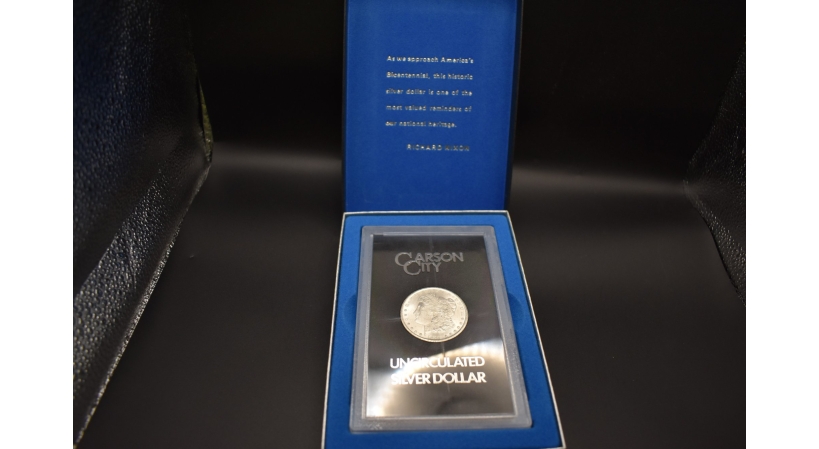 As we approach America's
Bicentennial, this historic
silver dollar is one of the
most valued reminders of
our national heritage.
RICHARD NIXON
CARSON
CITY
UNCIRCULATED
SILVER DOLLAR